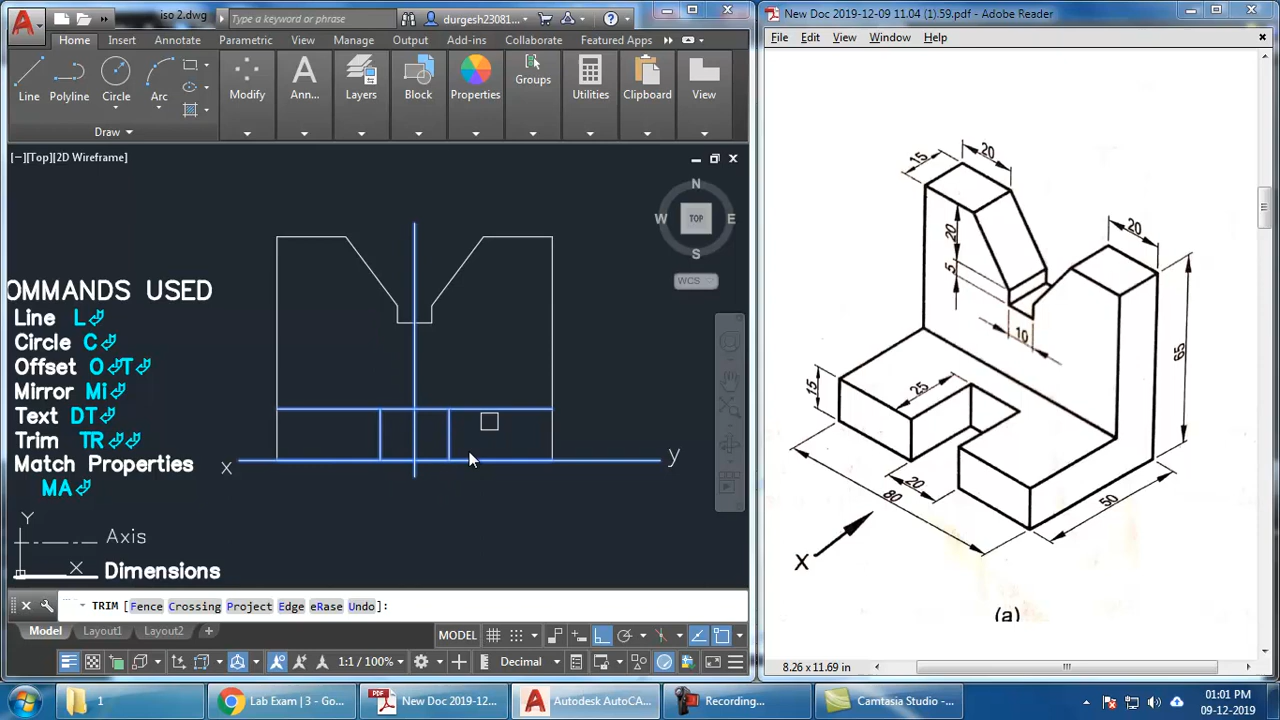 iso 2.dwg
Type a keyword or phrase
durgesh23081...
Home Insert Annotate Parametric View Manage Output Add-ins Collaborate Featured Apps
Line Polyline Circle Arc
Modify
Ann...
Layers
Block
Properties
Groups
Utilities
Clipboard
View
Draw
[−][Top][2D Wireframe]
N
W TOP E
S
WCS
OMMANDS USED
Line L
Circle C
Offset O T
Mirror Mi
Text DT
Trim TR
Match Properties
MA
x y
Y
Axis
X
Dimensions
TRIM [Fence Crossing Project Edge eRase Undo]:
Model Layout1 Layout2 +
MODEL
1:1 / 100%
Decimal
New Doc 2019-12-09 11.04 (1).59.pdf - Adobe Reader
File Edit View Window Help
15 20
20
20
5
10
65
25
15
20
80
50
X
(a)
8.26 x 11.69 in
1
Lab Exam | 3 - Go...
New Doc 2019-12...
Autodesk AutoCA...
Recording...
Camtasia Studio - ...
01:01 PM
09-12-2019